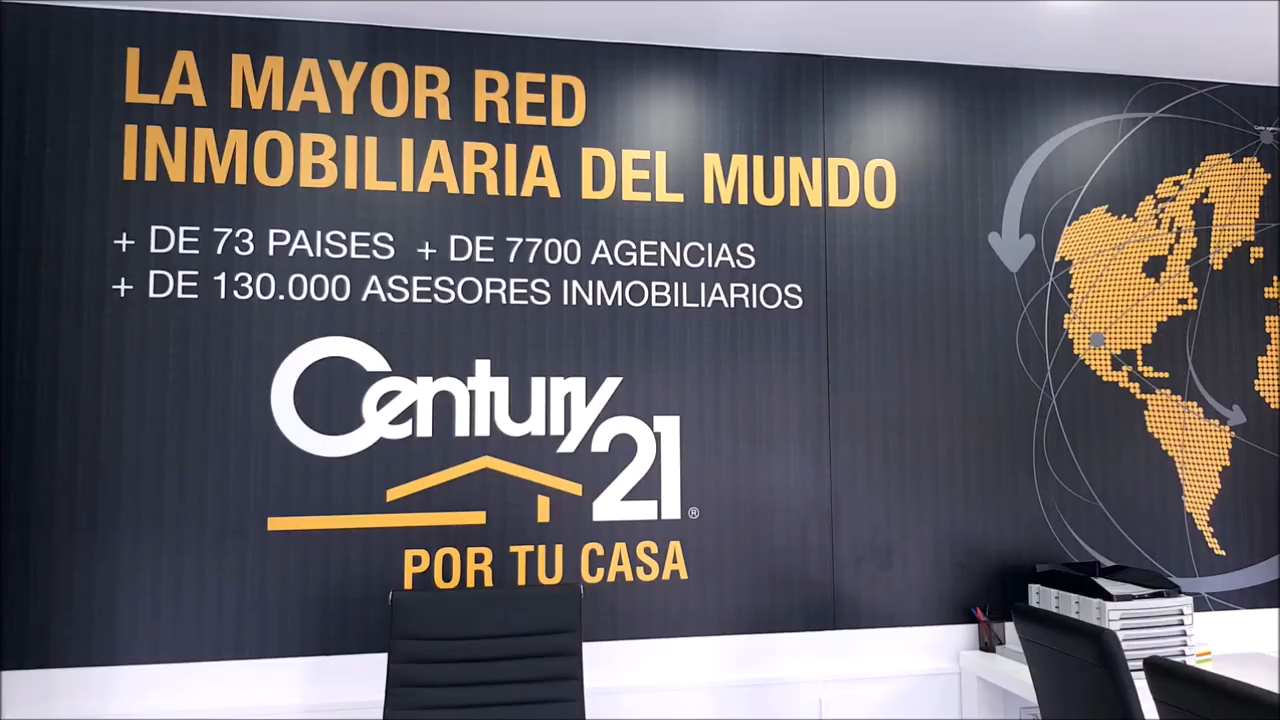 LA MAYOR RED
INMOBILIARIA DEL MUNDO
+ DE 73 PAISES + DE 7700 AGENCIAS
+ DE 130.000 ASESORES INMOBILIARIOS
Century
21®
POR TU CASA